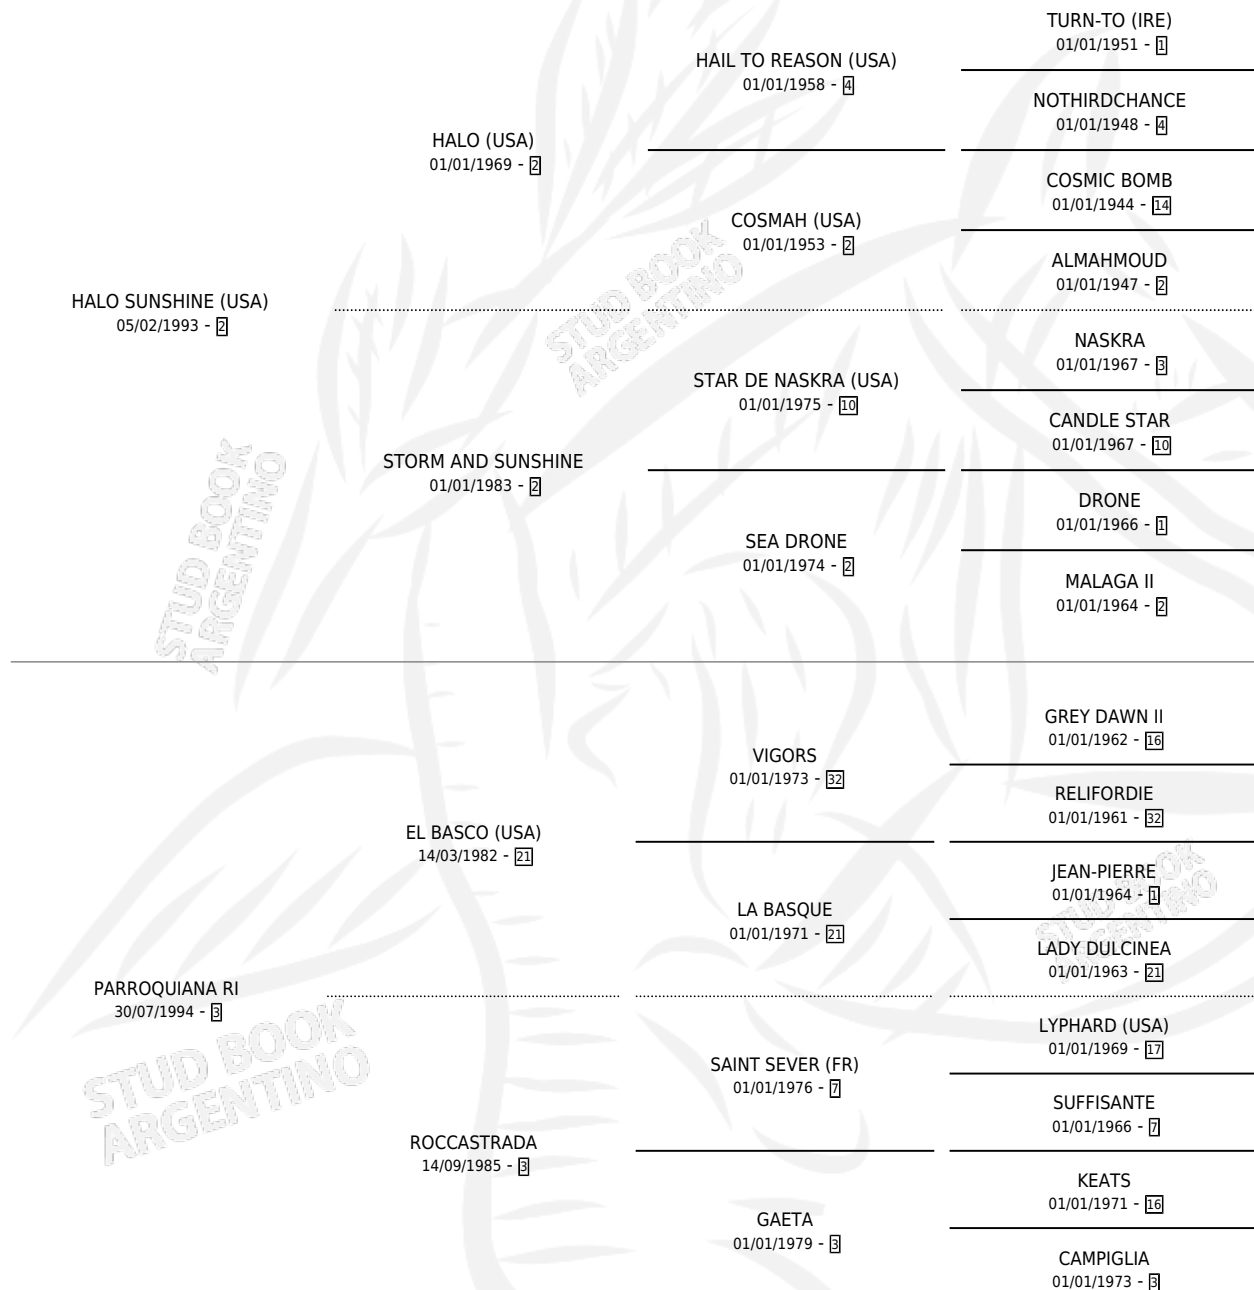 TURN-TO (IRE)
01/01/1951 - 1
HAIL TO REASON (USA)
01/01/1958 - 4
NOTHIRDCHANCE
01/01/1948 - 4
HALO (USA)
01/01/1969 - 2
COSMIC BOMB
01/01/1944 - 14
COSMAH (USA)
01/01/1953 - 2
ALMAHMOUD
01/01/1947 - 2
HALO SUNSHINE (USA)
05/02/1993 - 2
NASKRA
01/01/1967 - 3
STAR DE NASKRA (USA)
01/01/1975 - 10
CANDLE STAR
01/01/1967 - 10
STORM AND SUNSHINE
01/01/1983 - 2
DRONE
01/01/1966 - 1
SEA DRONE
01/01/1974 - 2
MALAGA II
01/01/1964 - 2
GREY DAWN II
01/01/1962 - 16
VIGORS
01/01/1973 - 32
RELIFORDIE
01/01/1961 - 32
EL BASCO (USA)
14/03/1982 - 21
JEAN-PIERRE
01/01/1964 - 1
LA BASQUE
01/01/1971 - 21
LADY DULCINEA
01/01/1963 - 21
PARROQUIANA RI
30/07/1994 - 3
LYPHARD (USA)
01/01/1969 - 17
SAINT SEVER (FR)
01/01/1976 - 7
SUFFISANTE
01/01/1966 - 7
ROCCASTRADA
14/09/1985 - 3
KEATS
01/01/1971 - 16
GAETA
01/01/1979 - 3
CAMPIGLIA
01/01/1973 - 3
STUD BOOK
ARGENTINO
STUD BOOK
ARGENTINO
STUD BOOK
ARGENTINO
STUD BOOK
ARGENTINO